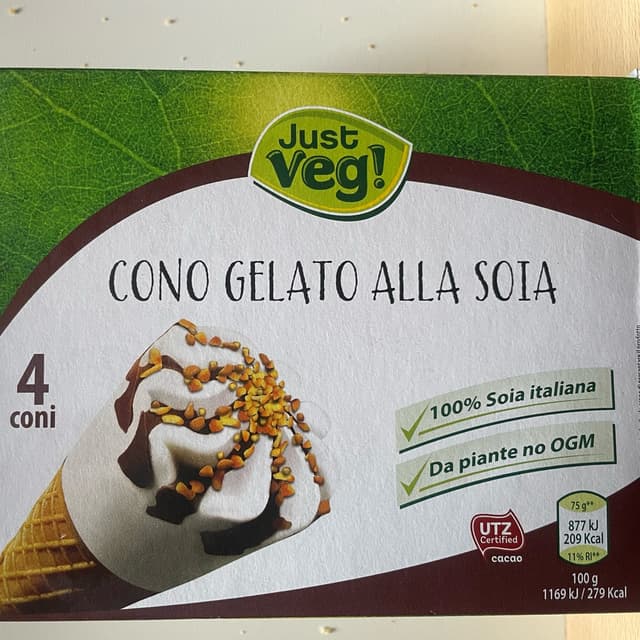 Just
Veg!
CONO GELATO ALLA SOIA
4
coni
100% Soia italiana
Da piante no OGM
UTZ
Certified
cacao
75 g**
877 kJ
209 Kcal
11% RI**
100 g
1169 kJ / 279 Kcal